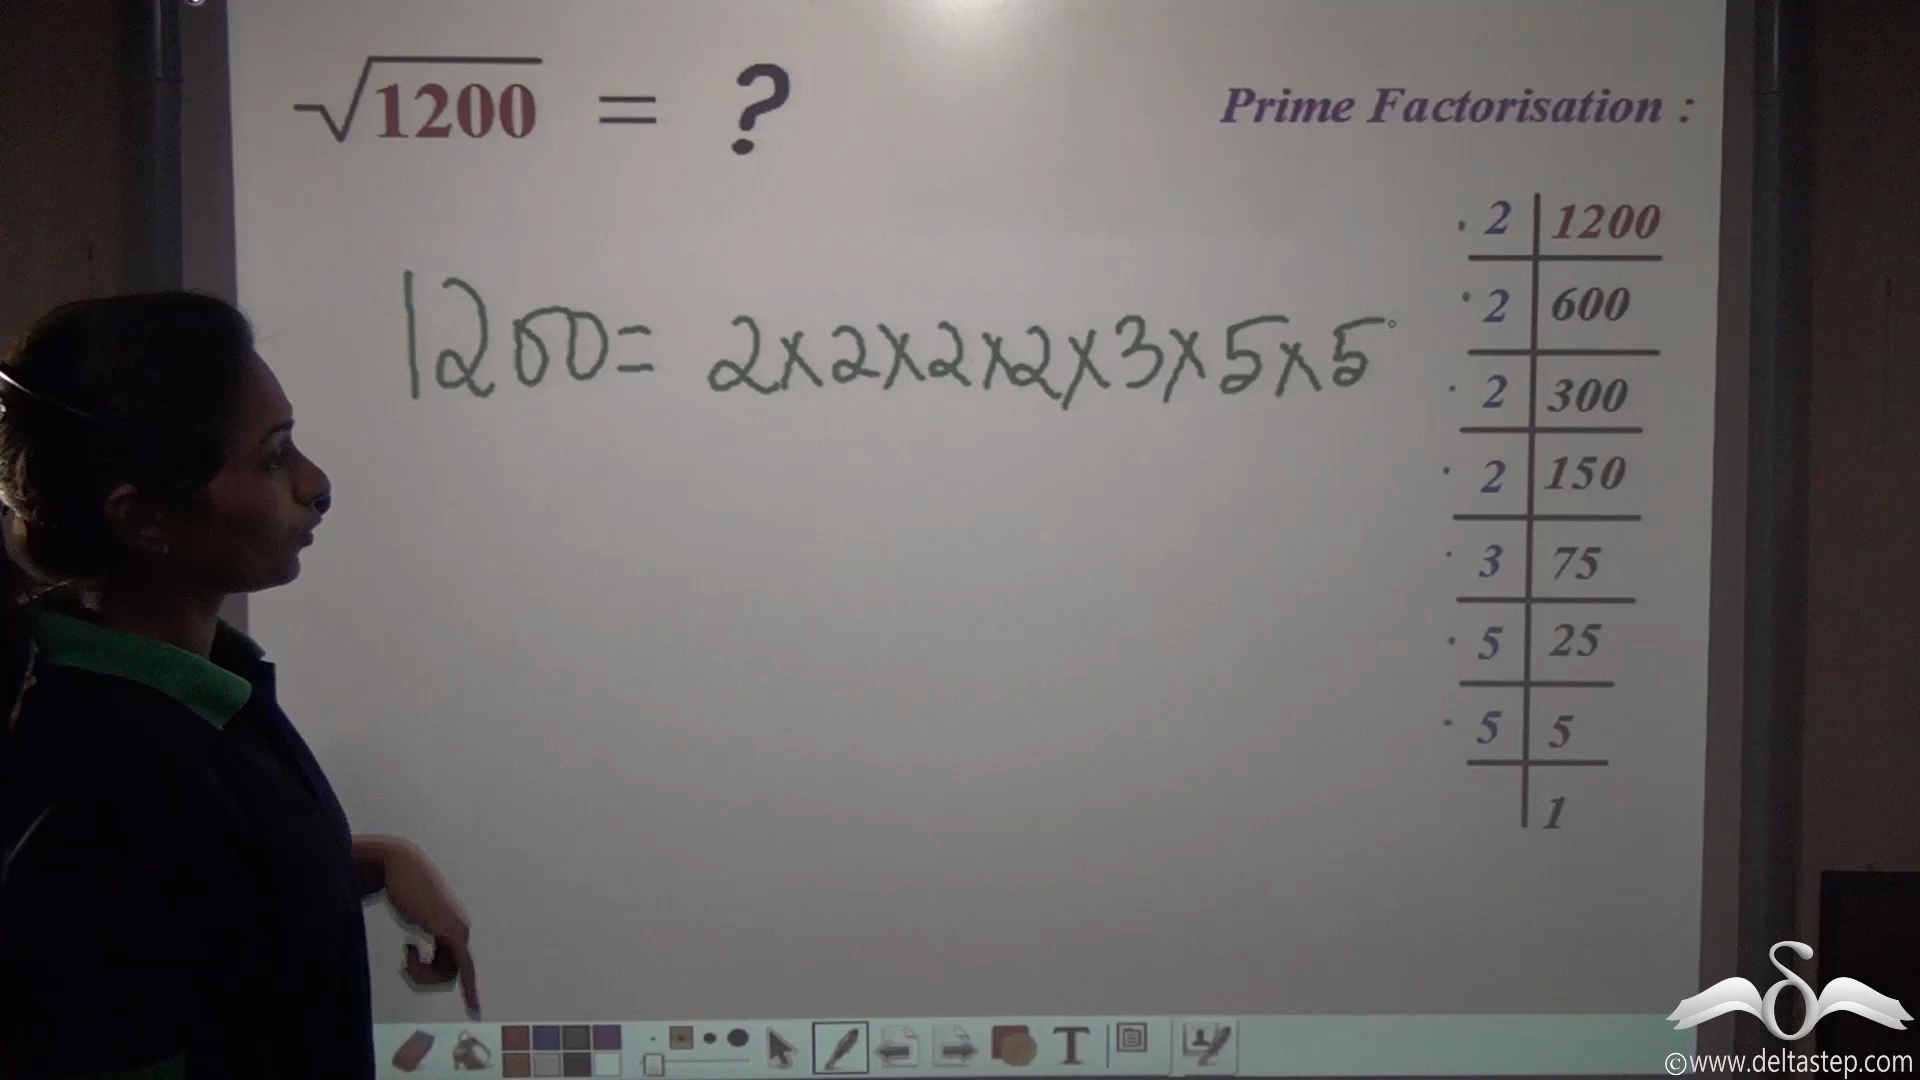 √1200 = ?
Prime Factorisation :
1200= 2x2x2x2x3x5x5
2 | 1200
2 | 600
2 | 300
2 | 150
3 | 75
5 | 25
5 | 5
1
T
©www.deltastep.com